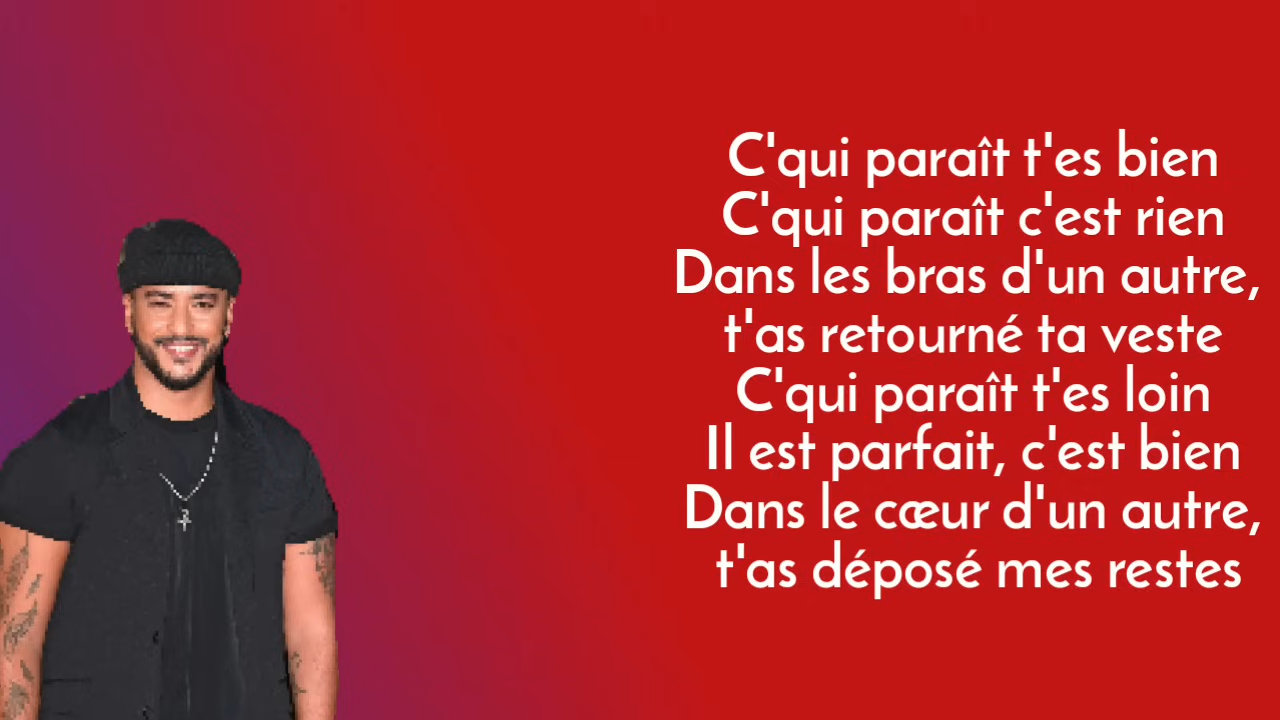 C'qui paraît t'es bien
C'qui paraît c'est rien
Dans les bras d'un autre,
t'as retourné ta veste
C'qui paraît t'es loin
Il est parfait, c'est bien
Dans le cœur d'un autre,
t'as déposé mes restes